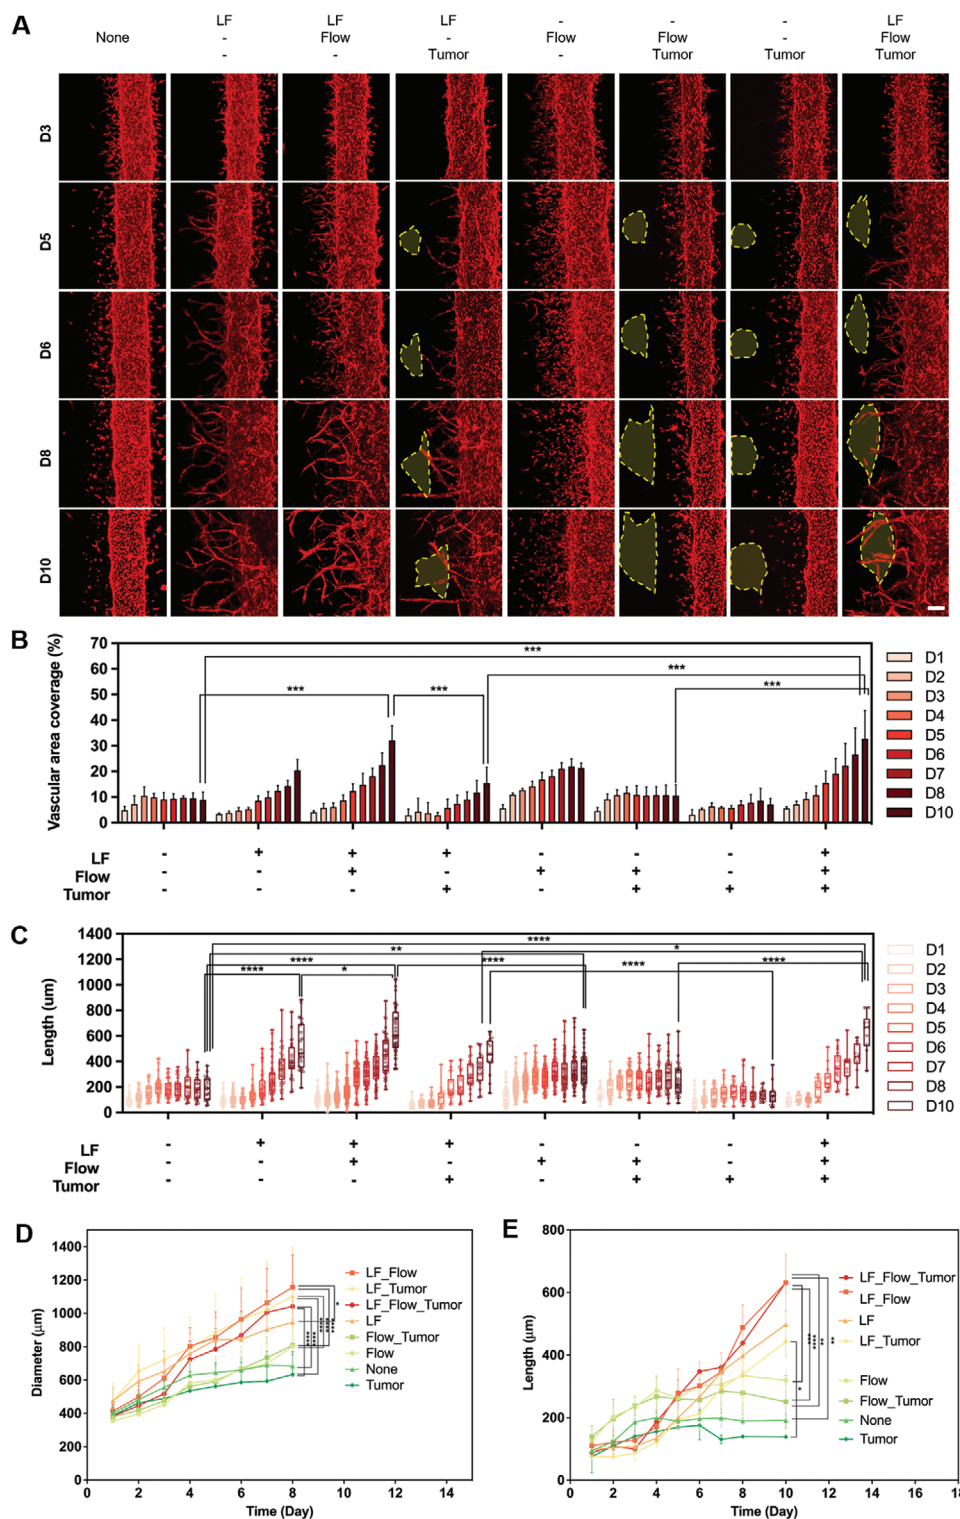 A
LF LF LF - - - LF
None - Flow - Flow Flow - Flow
- - Tumor - Tumor Tumor Tumor
D3
D5
D6
D8
D10
B
Vascular area coverage (%)
70
60
50
40
30
20
10
0
*** *** *** *** ***
D1
D2
D3
D4
D5
D6
D7
D8
D10
LF - + + + - - - +
Flow - - + - + + - +
Tumor - - - + - + + +
C
Length (um)
1400
1200
1000
800
600
400
200
0
**** ** * **** **** **** * **** ****
D1
D2
D3
D4
D5
D6
D7
D8
D10
LF - + + + - - - +
Flow - - + - + + - +
Tumor - - - + - + + +
D
Diameter (μm)
1400
1200
1000
800
600
400
200
0
0 2 4 6 8 10 12 14
Time (Day)
LF_Flow
LF_Tumor
LF_Flow_Tumor
LF
Flow_Tumor
Flow
None
Tumor
E
Length (μm)
800
600
400
200
0
0 2 4 6 8 10 12 14 16 18
Time (Day)
LF_Flow_Tumor
LF_Flow
LF
LF_Tumor
Flow
Flow_Tumor
None
Tumor